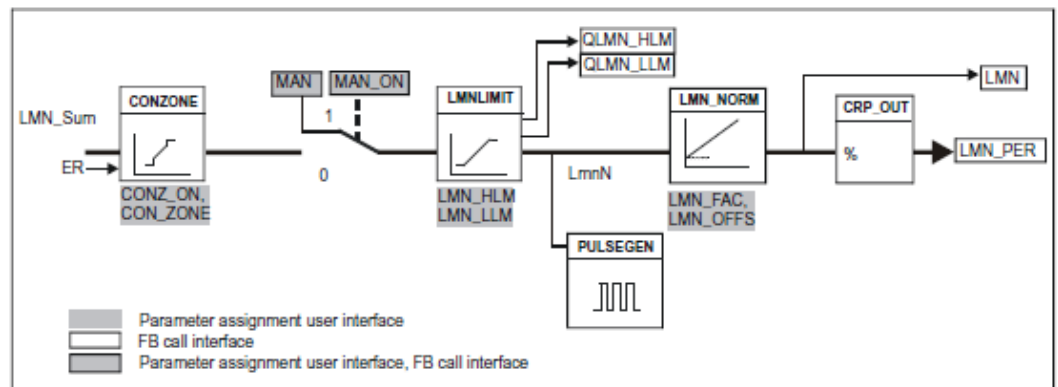 QLMN_HLM
QLMN_LLM
MAN
MAN_ON
LMN
CONZONE
LMNLIMIT
LMN_NORM
CRP_OUT
LMN_Sum
1
%
LMN_PER
ER
0
LmnN
CONZ_ON,
CON_ZONE
LMN_HLM
LMN_LLM
LMN_FAC,
LMN_OFFS
PULSEGEN
Parameter assignment user interface
FB call interface
Parameter assignment user interface, FB call interface